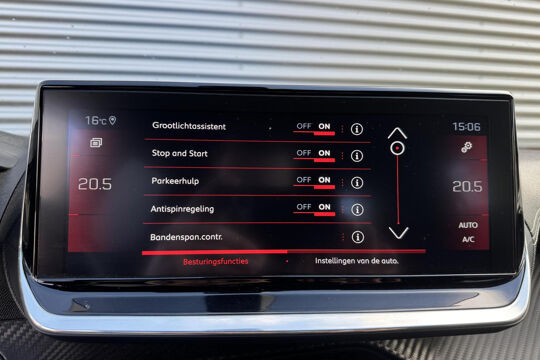 16°C
15:06
Grootlichtassistent OFF ON
Stop and Start OFF ON
Parkeerhulp OFF ON
20.5 20.5
Antispinregeling OFF ON
Bandenspan.contr.
AUTO
A/C
Besturingsfuncties Instellingen van de auto.